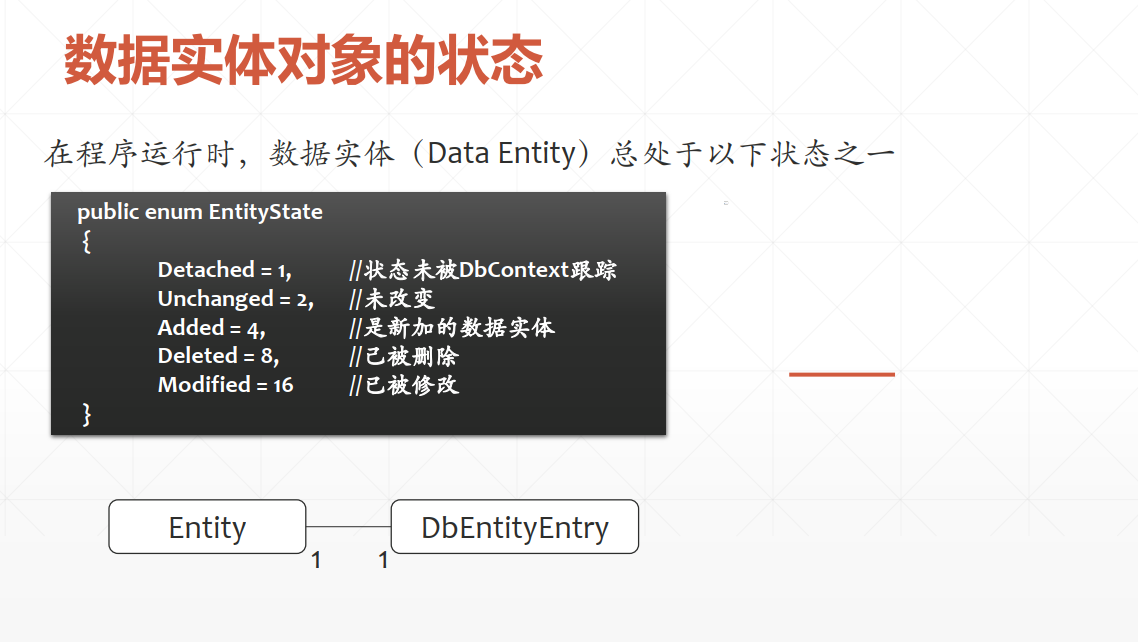 数据实体对象的状态
在程序运行时，数据实体（Data Entity）总处于以下状态之一
public enum EntityState
{
Detached = 1, //状态未被DbContext跟踪
Unchanged = 2, //未改变
Added = 4, //是新加的数据实体
Deleted = 8, //已被删除
Modified = 16 //已被修改
}
Entity DbEntityEntry
1 1